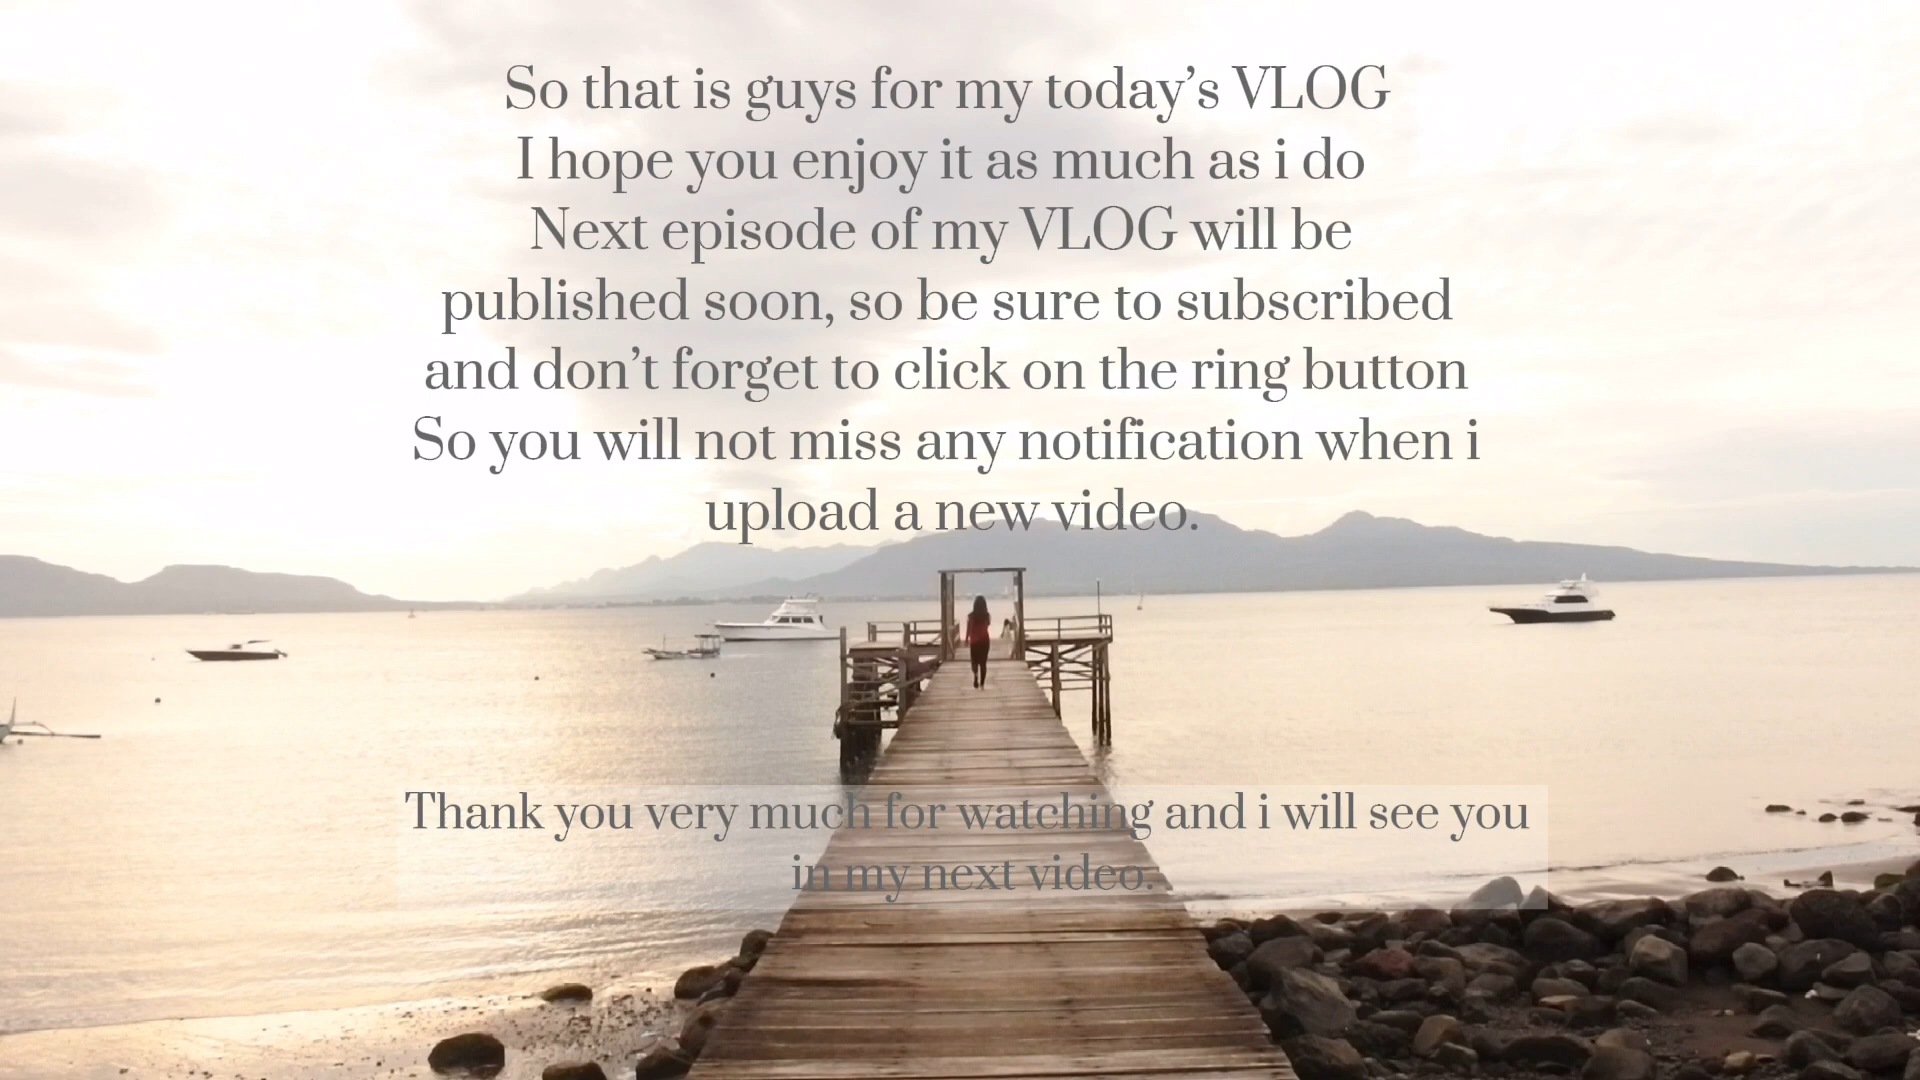 So that is guys for my today’s VLOG
I hope you enjoy it as much as i do
Next episode of my VLOG will be
published soon, so be sure to subscribed
and don’t forget to click on the ring button
So you will not miss any notification when i
upload a new video.
Thank you very much for watching and i will see you
in my next video.